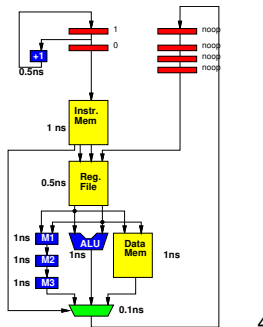 1
noop
0
noop
noop
noop
+1
0.5ns
Instr.
Mem
1 ns
Reg.
File
0.5ns
1ns M1 ALU Data
Mem 1ns
1ns
1ns M2
1ns M3
0.1ns
4